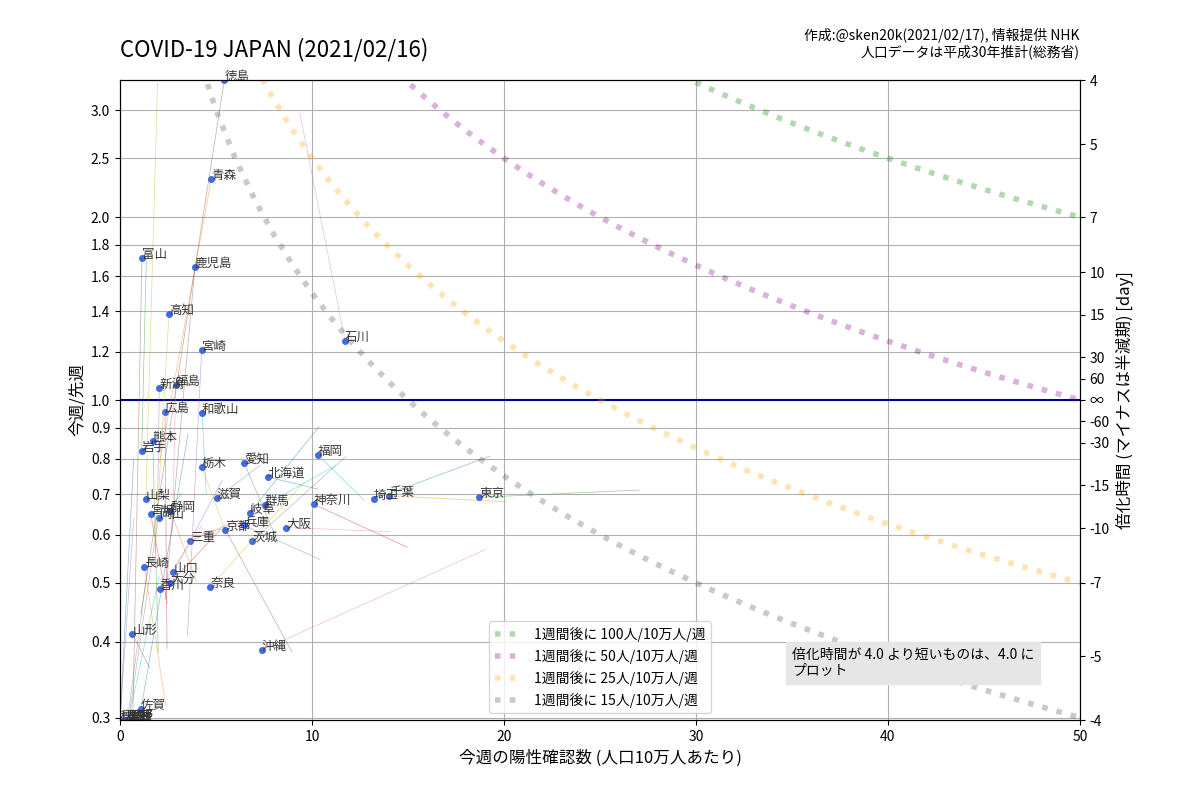 COVID-19 JAPAN (2021/02/16)
作成:@sken20k(2021/02/17), 情報提供 NHK
人口データは平成30年推計(総務省)
徳島
青森
富山
鹿児島
高知
宮崎
石川
新潟
福島
広島
和歌山
熊本
岩手
栃木
愛知
福岡
北海道
山梨
滋賀
群馬
神奈川
埼玉
千葉
東京
静岡
岡山
岐阜
兵庫
京都
大阪
三重
茨城
長崎
山口
大分
香川
奈良
山形
沖縄
佐賀
3.0
2.5
2.0
1.8
1.6
1.4
1.2
1.0
0.9
0.8
0.7
0.6
0.5
0.4
0.3
今週/先週
4
5
7
10
15
30
60
∞
-60
-30
-15
-10
-7
-5
-4
倍化時間 (マイナスは半減期) [day]
1週間後に 100人/10万人/週
1週間後に 50人/10万人/週
1週間後に 25人/10万人/週
1週間後に 15人/10万人/週
倍化時間が 4.0 より短いものは、4.0 に
プロット
0 10 20 30 40 50
今週の陽性確認数 (人口10万人あたり)